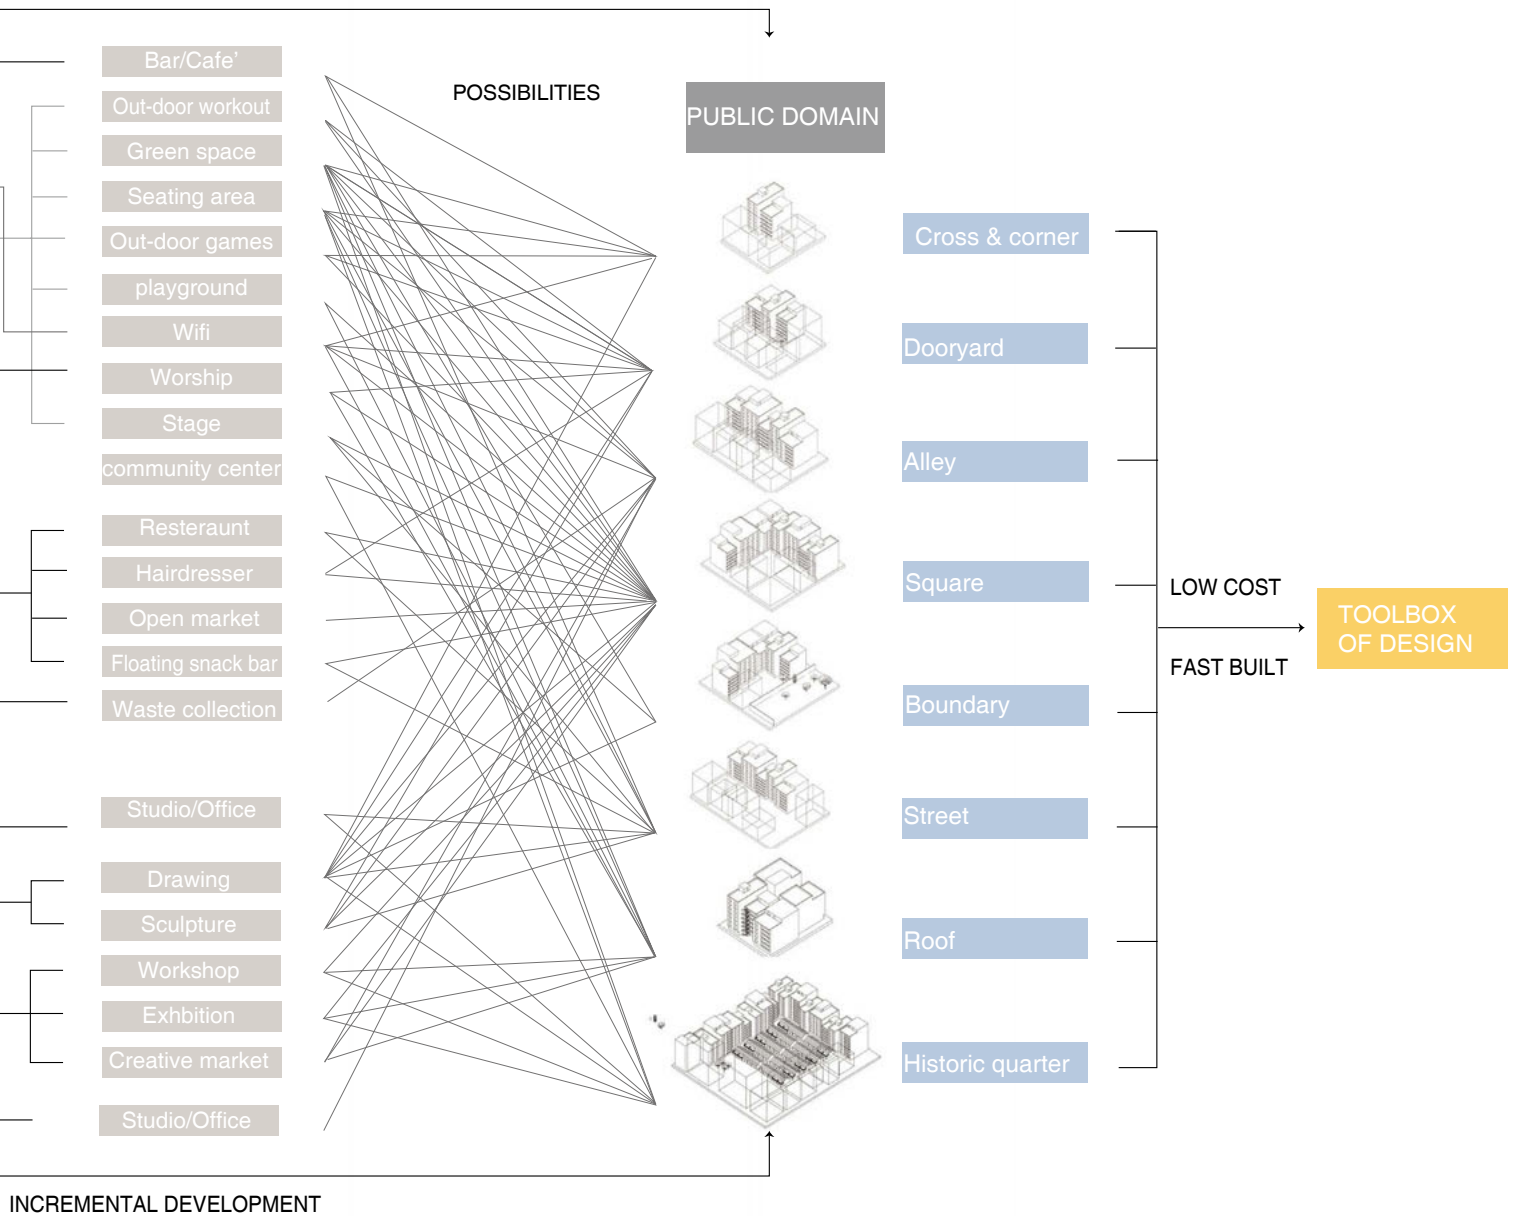 Bar/Cafe’
Out-door workout
Green space
Seating area
Out-door games
playground
Wifi
Worship
Stage
community center
Resteraunt
Hairdresser
Open market
Floating snack bar
Waste collection
Studio/Office
Drawing
Sculpture
Workshop
Exhbition
Creative market
Studio/Office
INCREMENTAL DEVELOPMENT
POSSIBILITIES
PUBLIC DOMAIN
Cross & corner
Dooryard
Alley
Square
Boundary
Street
Roof
Historic quarter
LOW COST
FAST BUILT
TOOLBOX
OF DESIGN